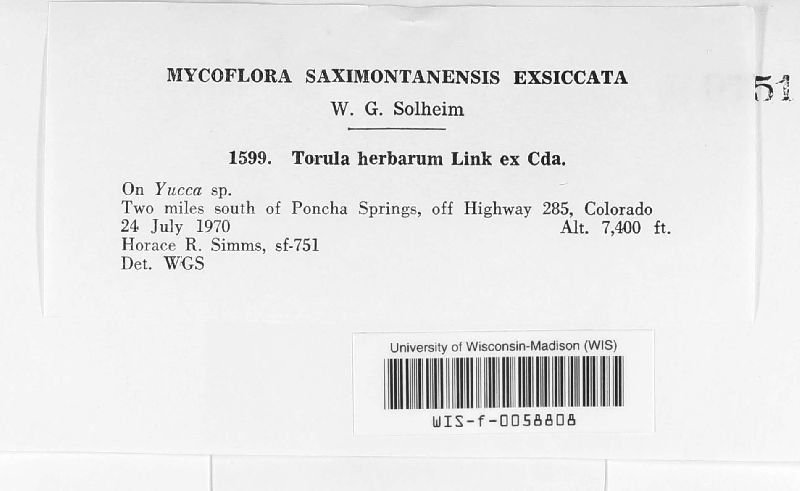 MYCOFLORA SAXIMONTANENSIS EXSICCATA
51
W. G. Solheim
1599. Torula herbarum Link ex Cda.
On Yucca sp.
Two miles south of Poncha Springs, off Highway 285, Colorado
24 July 1970 Alt. 7,400 ft.
Horace R. Simms, sf-751
Det. WGS
University of Wisconsin-Madison (WIS)
WIS-f-0058808